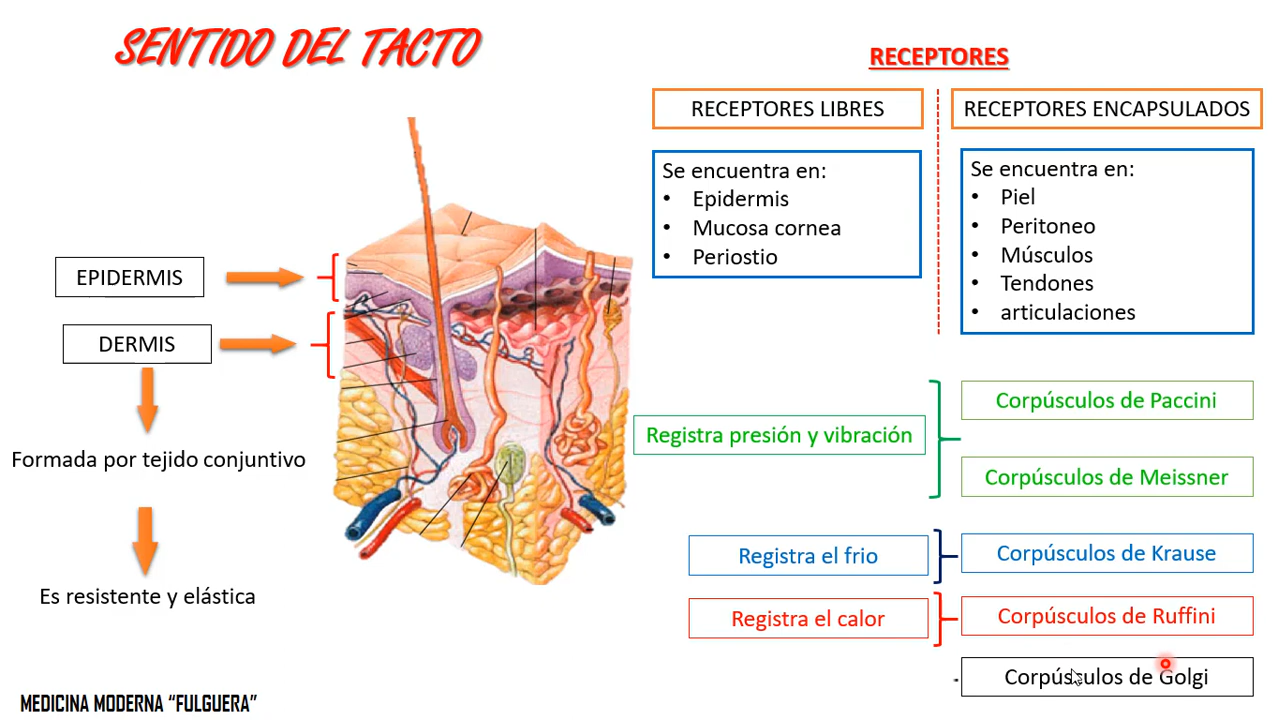 SENTIDO DEL TACTO
EPIDERMIS
DERMIS
Formada por tejido conjuntivo
Es resistente y elástica
MEDICINA MODERNA “FULGUERA”
RECEPTORES
RECEPTORES LIBRES
Se encuentra en:
• Epidermis
• Mucosa cornea
• Periostio
RECEPTORES ENCAPSULADOS
Se encuentra en:
• Piel
• Peritoneo
• Músculos
• Tendones
• articulaciones
Registra presión y vibración
Corpúsculos de Paccini
Corpúsculos de Meissner
Registra el frio
Corpúsculos de Krause
Registra el calor
Corpúsculos de Ruffini
Corpúsculos de Golgi